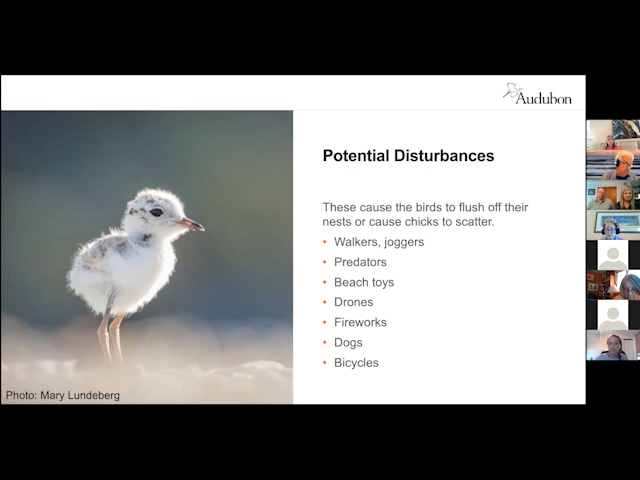 Audubon
Potential Disturbances
These cause the birds to flush off their
nests or cause chicks to scatter.
• Walkers, joggers
• Predators
• Beach toys
• Drones
• Fireworks
• Dogs
• Bicycles
Photo: Mary Lundeberg